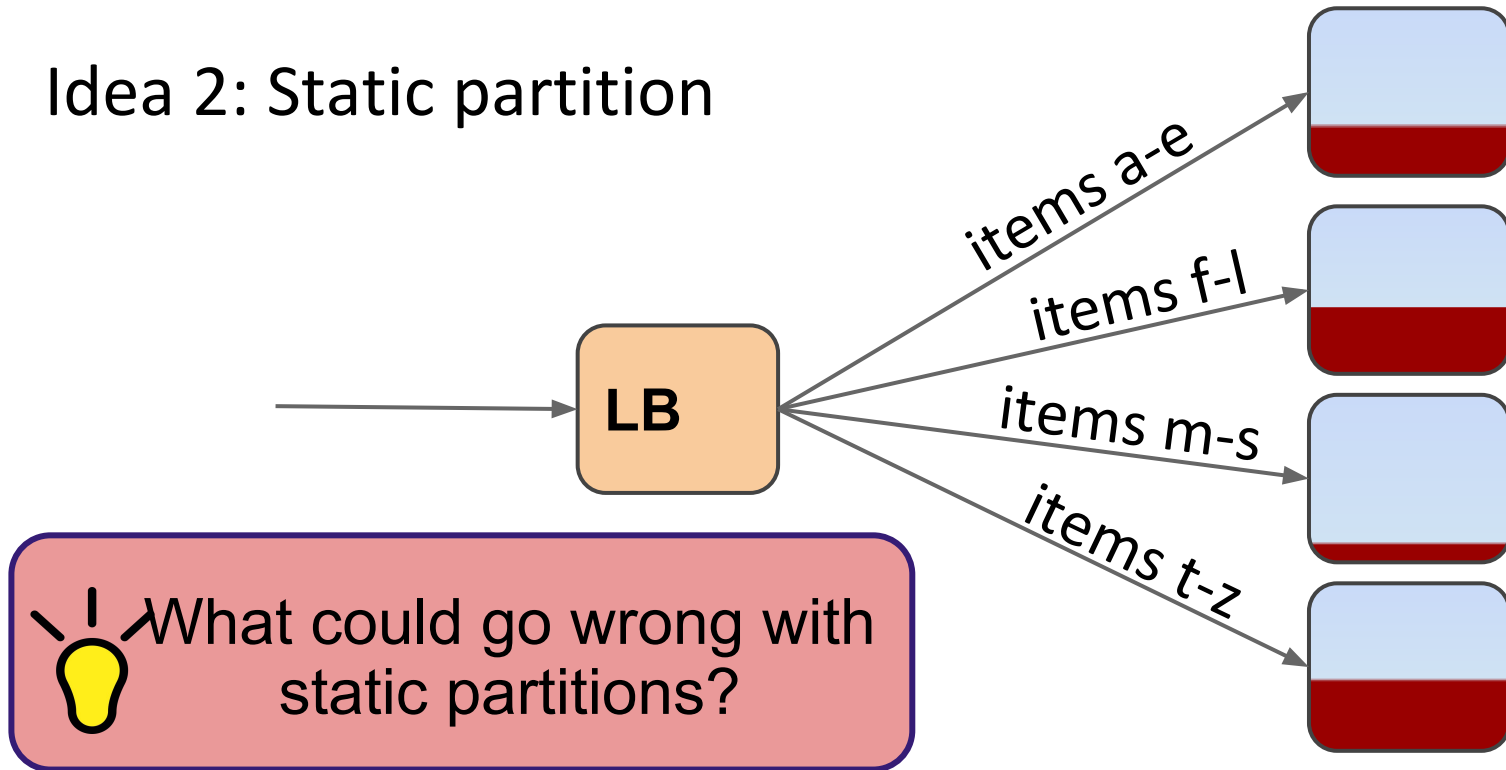 Idea 2: Static partition
items a-e
items f-l
LB
items m-s
items t-z
What could go wrong with
static partitions?